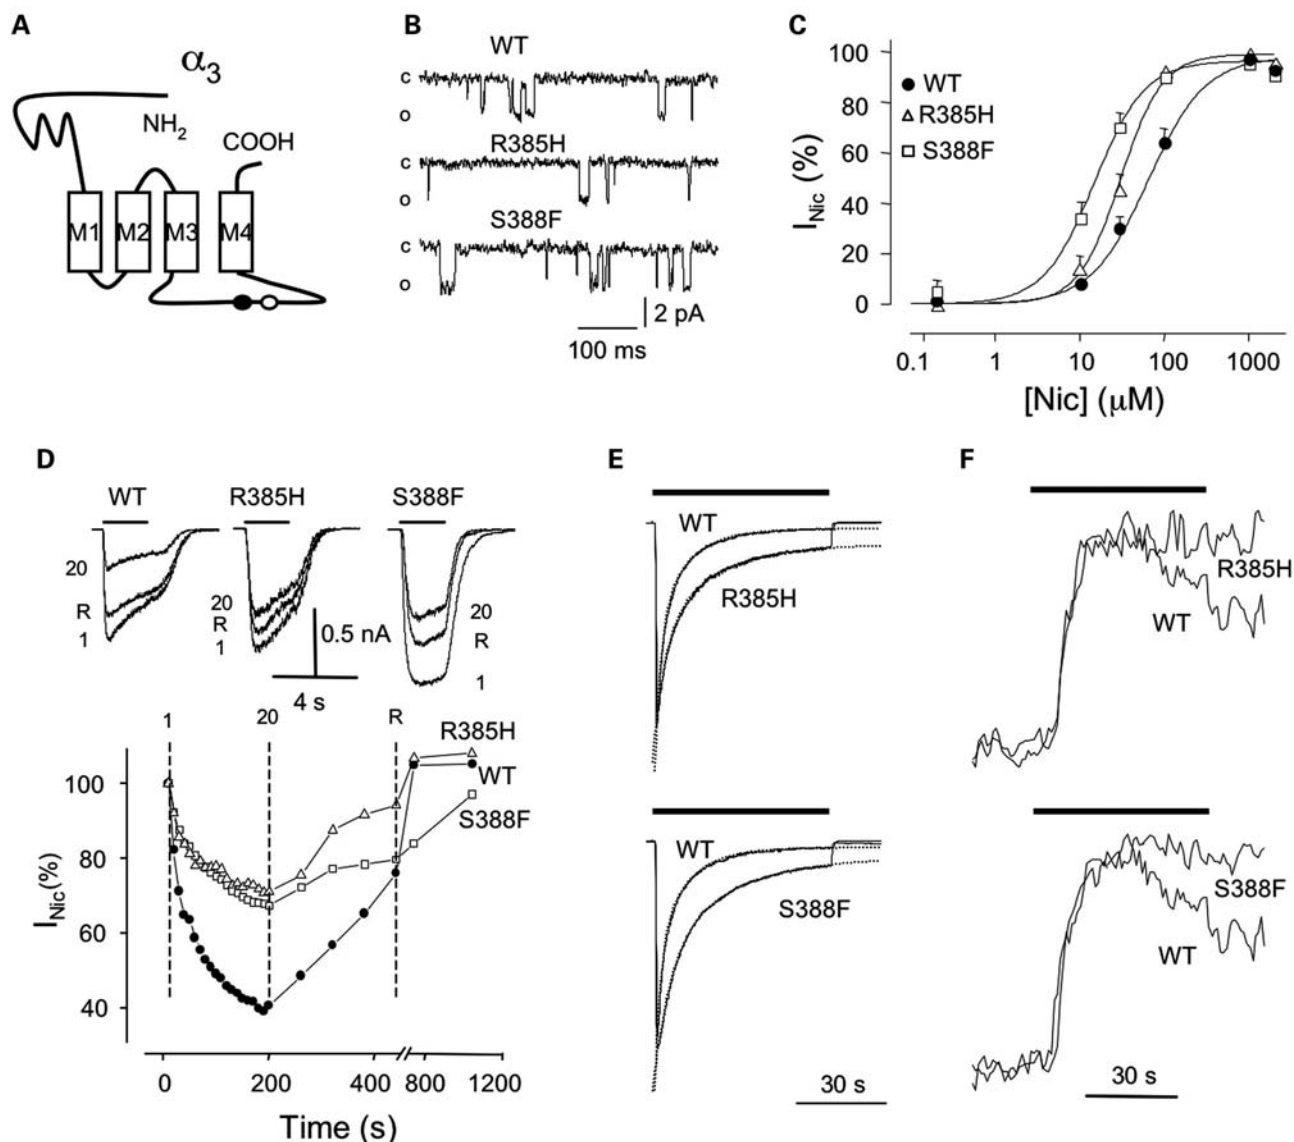 A
α3
NH2
COOH
M1 M2 M3 M4
B
WT
c
o
R385H
c
o
S388F
c
o
2 pA
100 ms
C
100
80
60
40
20
0
INic (%)
WT
R385H
S388F
0.1 1 10 100 1000
[Nic] (μM)
D
WT R385H S388F
20
R
1
20
R
1
20
R
1
0.5 nA
4 s
1 20 R
R385H
WT
S388F
100
80
60
40
INic(%)
0 200 400 800 1200
Time (s)
E
WT
R385H
WT
S388F
30 s
F
R385H
WT
S388F
WT
30 s